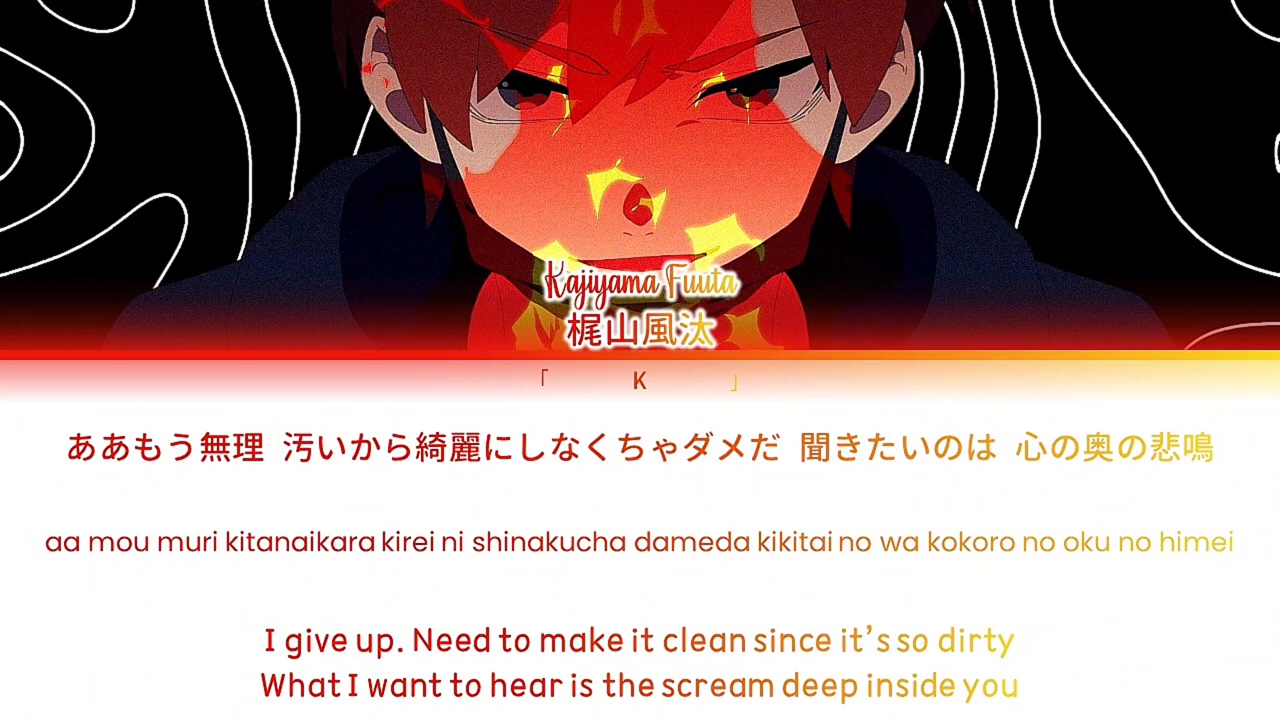 Kajiyama Fuuta
梶山風汰
「 K 」
ああもう無理 汚いから綺麗にしなくちゃダメだ 聞きたいのは 心の奥の悲鳴
aa mou muri kitanaikara kirei ni shinakucha dameda kikitai no wa kokoro no oku no himei
I give up. Need to make it clean since it's so dirty
What I want to hear is the scream deep inside you